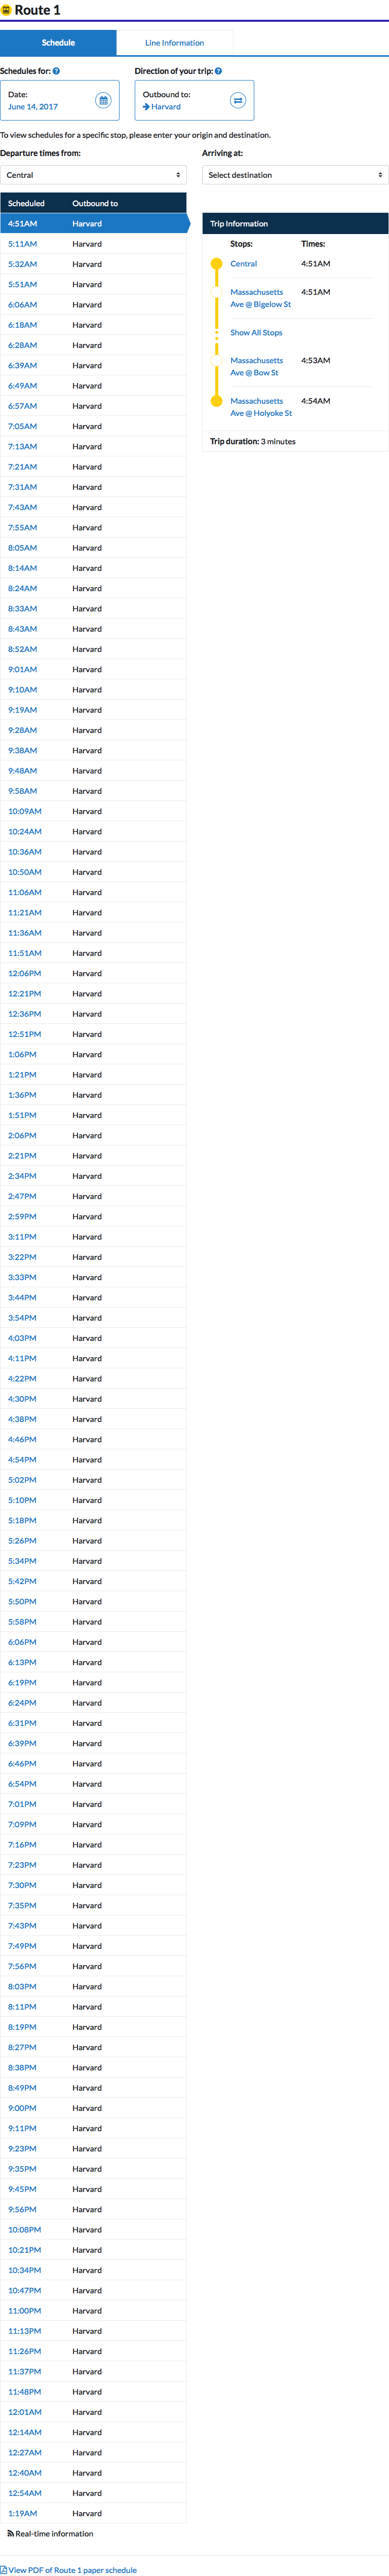 Route 1
Schedule Line Information
Schedules for: Direction of your trip:
Date: Outbound to:
June 14, 2017 Harvard
To view schedules for a specific stop, please enter your origin and destination.
Departure times from: Arriving at:
Central Select destination
Scheduled Outbound to
4:51AM Harvard
5:11AM Harvard
5:32AM Harvard
5:51AM Harvard
6:06AM Harvard
6:18AM Harvard
6:28AM Harvard
6:39AM Harvard
6:49AM Harvard
6:57AM Harvard
7:05AM Harvard
7:13AM Harvard
7:21AM Harvard
7:31AM Harvard
7:43AM Harvard
7:55AM Harvard
8:05AM Harvard
8:14AM Harvard
8:24AM Harvard
8:33AM Harvard
8:43AM Harvard
8:52AM Harvard
9:01AM Harvard
9:10AM Harvard
9:19AM Harvard
9:28AM Harvard
9:38AM Harvard
9:48AM Harvard
9:58AM Harvard
10:09AM Harvard
10:24AM Harvard
10:36AM Harvard
10:50AM Harvard
11:06AM Harvard
11:21AM Harvard
11:36AM Harvard
11:51AM Harvard
12:06PM Harvard
12:21PM Harvard
12:36PM Harvard
12:51PM Harvard
1:06PM Harvard
1:21PM Harvard
1:36PM Harvard
1:51PM Harvard
2:06PM Harvard
2:21PM Harvard
2:34PM Harvard
2:47PM Harvard
2:59PM Harvard
3:11PM Harvard
3:22PM Harvard
3:33PM Harvard
3:44PM Harvard
3:54PM Harvard
4:03PM Harvard
4:11PM Harvard
4:22PM Harvard
4:30PM Harvard
4:38PM Harvard
4:46PM Harvard
4:54PM Harvard
5:02PM Harvard
5:10PM Harvard
5:18PM Harvard
5:26PM Harvard
5:34PM Harvard
5:42PM Harvard
5:50PM Harvard
5:58PM Harvard
6:06PM Harvard
6:13PM Harvard
6:19PM Harvard
6:24PM Harvard
6:31PM Harvard
6:39PM Harvard
6:46PM Harvard
6:54PM Harvard
7:01PM Harvard
7:09PM Harvard
7:16PM Harvard
7:23PM Harvard
7:30PM Harvard
7:35PM Harvard
7:43PM Harvard
7:49PM Harvard
7:56PM Harvard
8:03PM Harvard
8:11PM Harvard
8:19PM Harvard
8:27PM Harvard
8:38PM Harvard
8:49PM Harvard
9:00PM Harvard
9:11PM Harvard
9:23PM Harvard
9:35PM Harvard
9:45PM Harvard
9:56PM Harvard
10:08PM Harvard
10:21PM Harvard
10:34PM Harvard
10:47PM Harvard
11:00PM Harvard
11:13PM Harvard
11:26PM Harvard
11:37PM Harvard
11:48PM Harvard
12:01AM Harvard
12:14AM Harvard
12:27AM Harvard
12:40AM Harvard
12:54AM Harvard
1:19AM Harvard
Trip Information
Stops: Times:
Central 4:51AM
Massachusetts 4:51AM
Ave @ Bigelow St
Show All Stops
Massachusetts 4:53AM
Ave @ Bow St
Massachusetts 4:54AM
Ave @ Holyoke St
Trip duration: 3 minutes
Real-time information
View PDF of Route 1 paper schedule